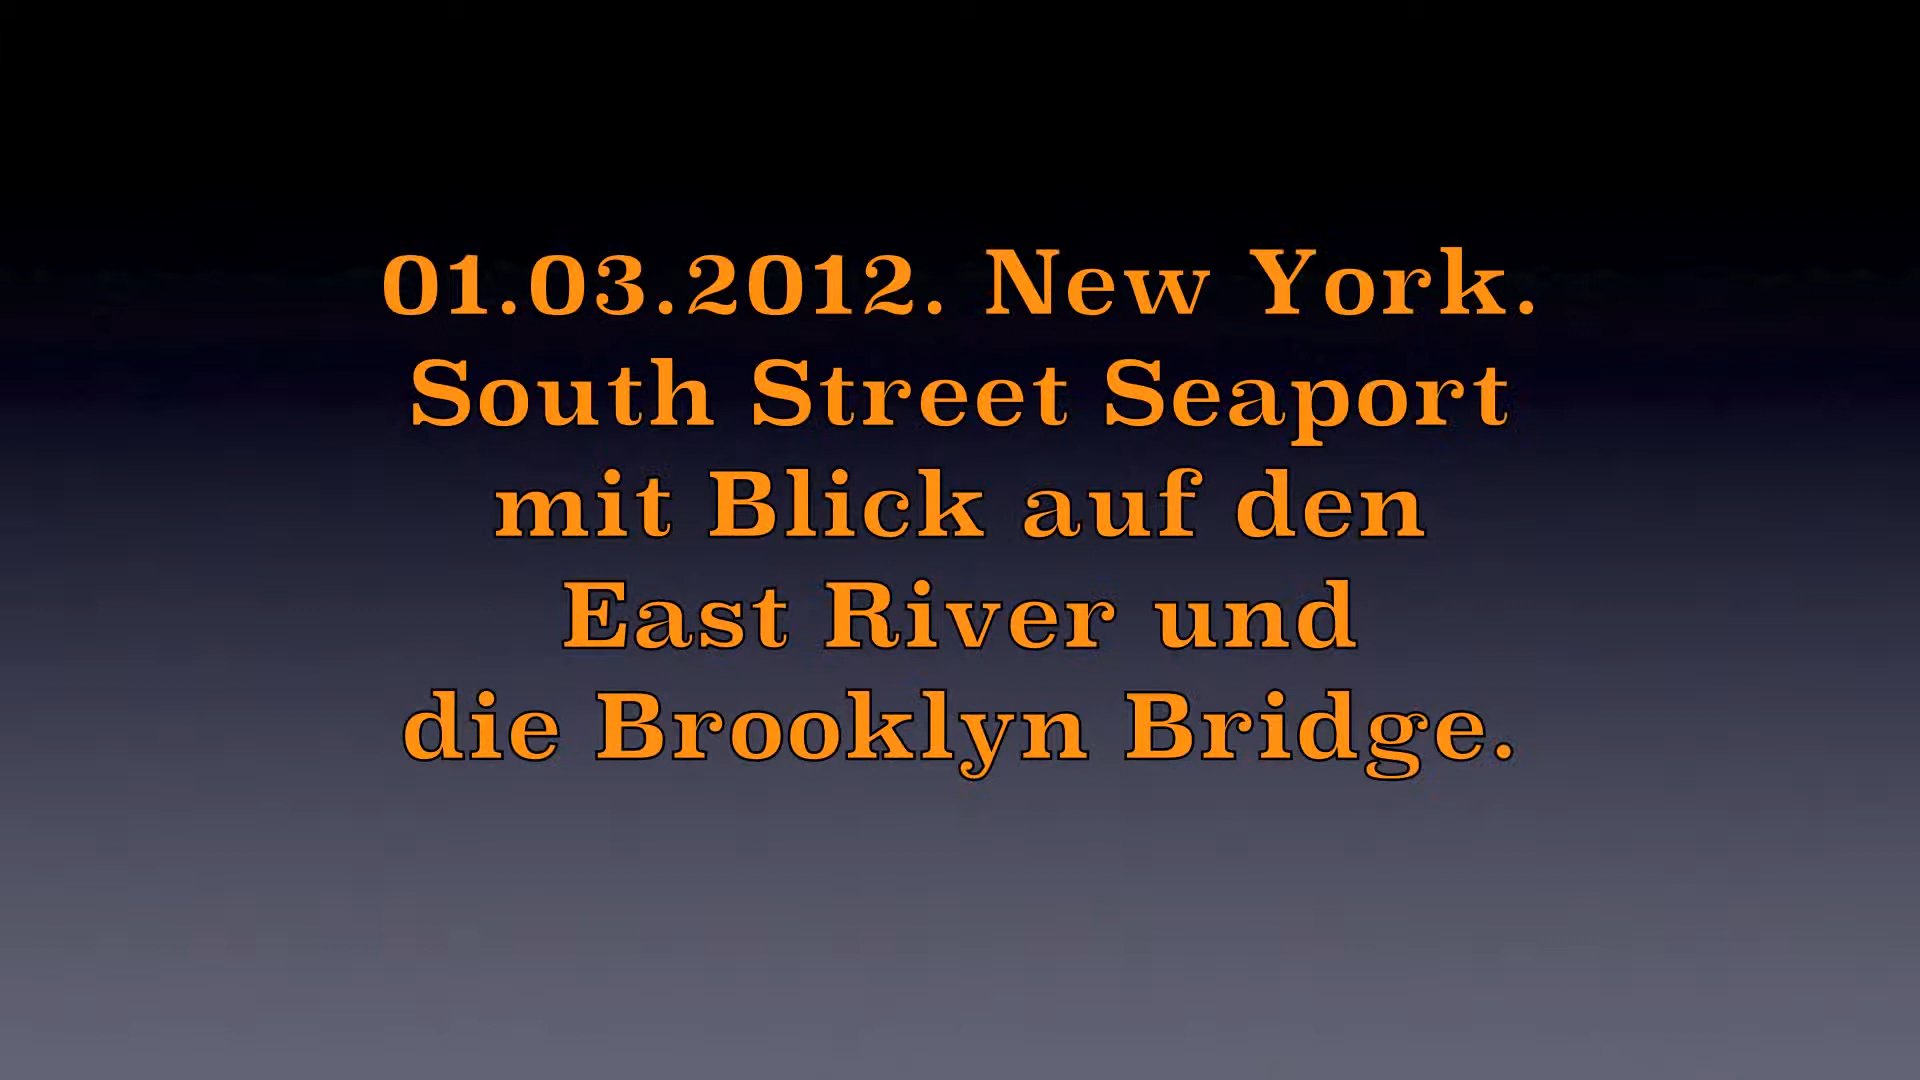 01.03.2012. New York.
South Street Seaport
mit Blick auf den
East River und
die Brooklyn Bridge.